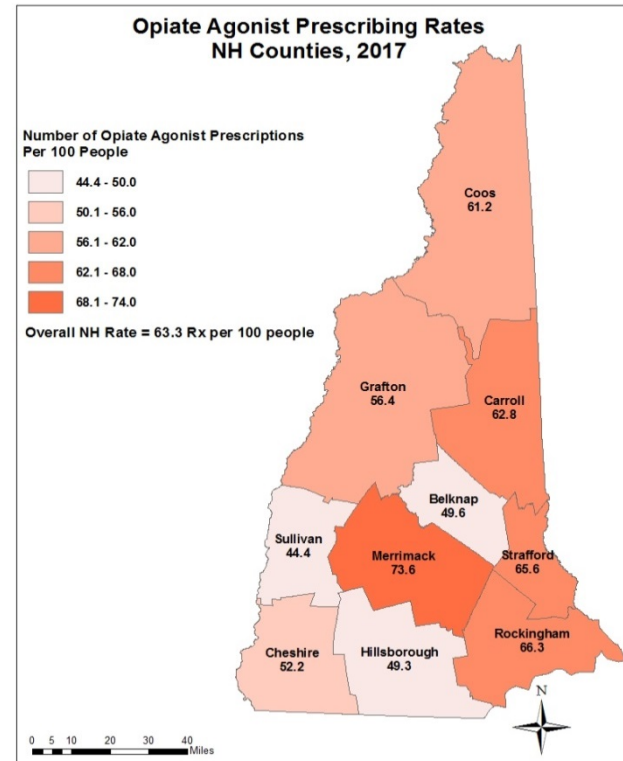 Opiate Agonist Prescribing Rates
NH Counties, 2017
Number of Opiate Agonist Prescriptions
Per 100 People
44.4 - 50.0
50.1 - 56.0
56.1 - 62.0
62.1 - 68.0
68.1 - 74.0
Overall NH Rate = 63.3 Rx per 100 people
Coos
61.2
Grafton
56.4
Carroll
62.8
Belknap
49.6
Sullivan
44.4
Merrimack
73.6
Strafford
65.6
Rockingham
66.3
Cheshire
52.2
Hillsborough
49.3
N
0 5 10 20 30 40
Miles